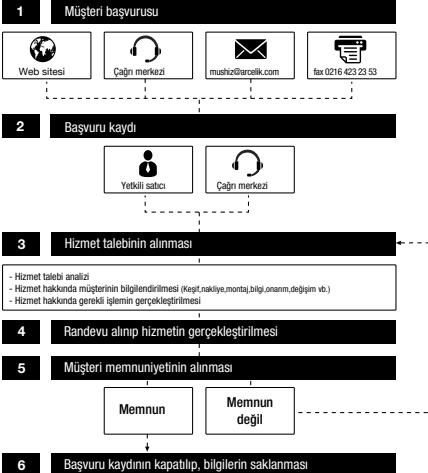 1 Müşteri başvurusu
Web sitesi
Çağrı merkezi
mushiz@arcelik.com
fax 0216 423 23 53
2 Başvuru kaydı
Yetkili satıcı
Çağrı merkezi
3 Hizmet talebinin alınması
- Hizmet talebi analizi
- Hizmet hakkında müşterinin bilgilendirilmesi (Keşif,nakliye,montaj,bilgi,onarım,değişim vb.)
- Hizmet hakkında gerekli işlemin gerçekleştirilmesi
4 Randevu alınıp hizmetin gerçekleştirilmesi
5 Müşteri memnuniyetinin alınması
Memnun
Memnun
değil
6 Başvuru kaydının kapatılıp, bilgilerin saklanması